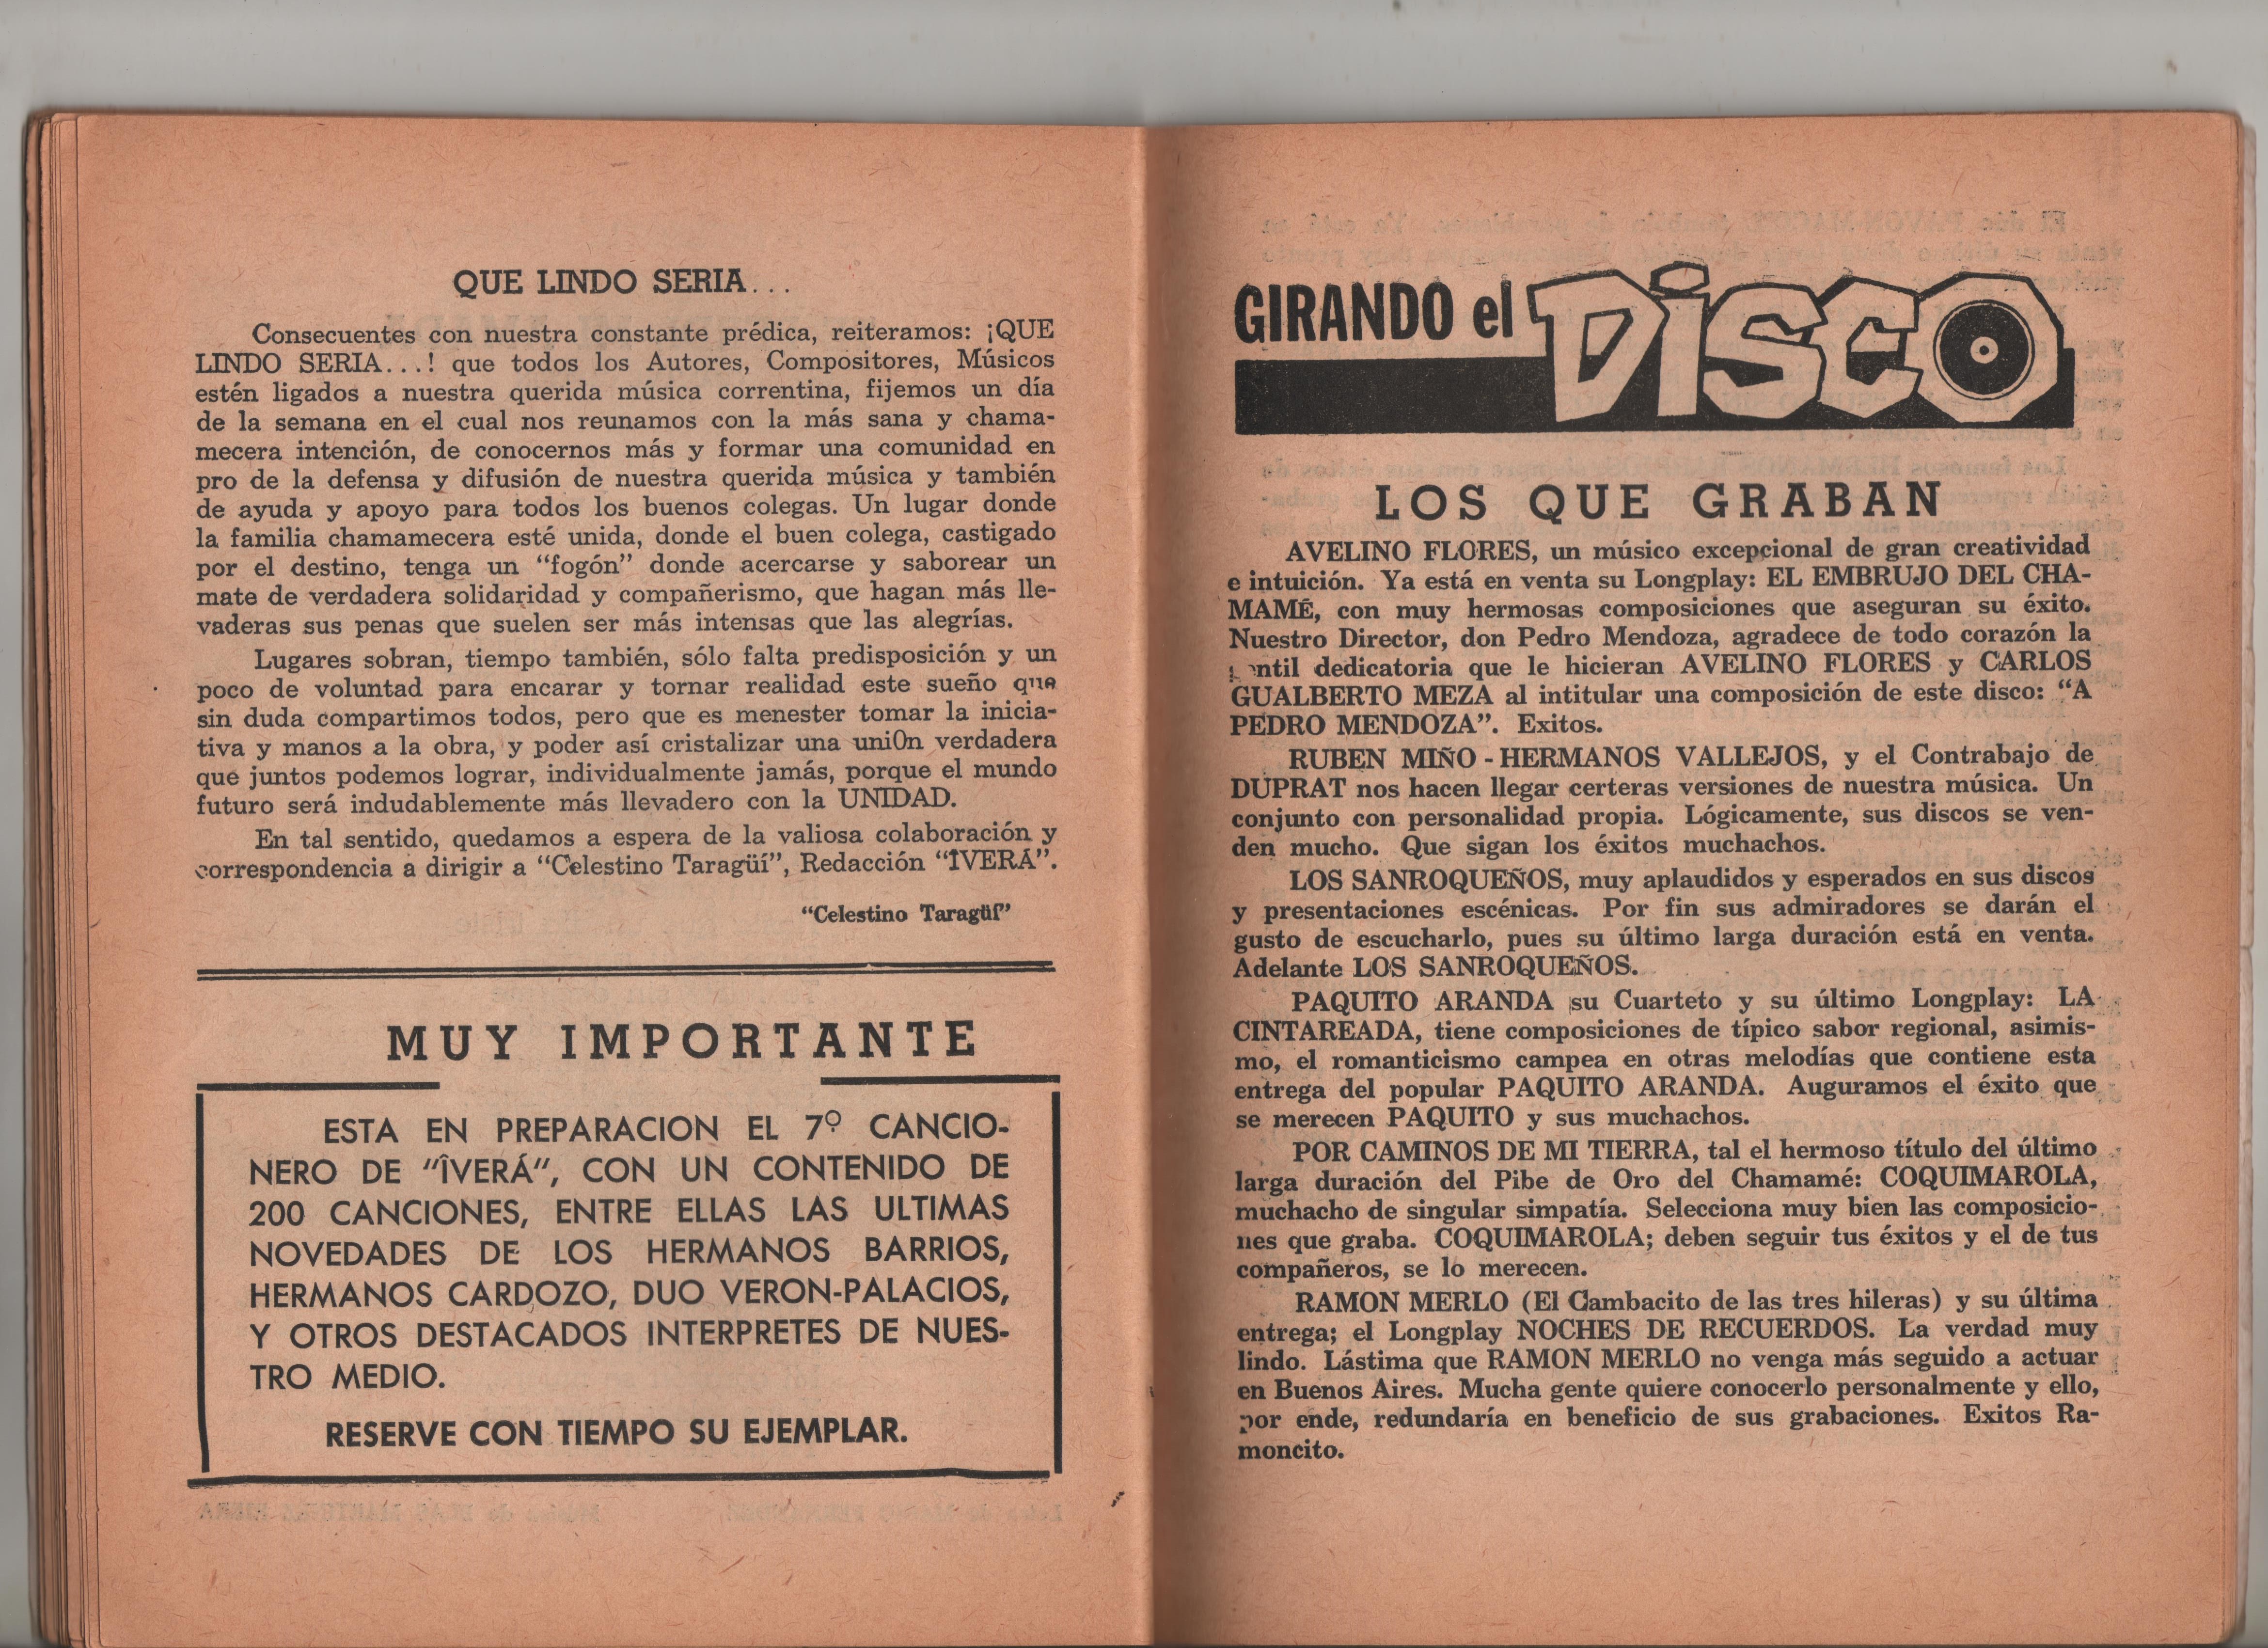 QUE LINDO SERIA...
Consecuentes con nuestra constante prédica, reiteramos: ¡QUE
LINDO SERIA...! que todos los Autores, Compositores, Músicos
estén ligados a nuestra querida música correntina, fijemos un día
de la semana en el cual nos reunamos con la más sana y chama-
mecera intención, de conocernos más y formar una comunidad en
pro de la defensa y difusión de nuestra querida música y también
de ayuda y apoyo para todos los buenos colegas. Un lugar donde
la familia chamamecera esté unida, donde el buen colega, castigado
por el destino, tenga un “fogón” donde acercarse y saborear un
mate de verdadera solidaridad y compañerismo, que hagan más lle-
vaderas sus penas que suelen ser más intensas que las alegrías.
Lugares sobran, tiempo también, sólo falta predisposición y un
poco de voluntad para encarar y tornar realidad este sueño que
sin duda compartimos todos, pero que es menester tomar la inicia-
tiva y manos a la obra, y poder así cristalizar una uni0n verdadera
que juntos podemos lograr, individualmente jamás, porque el mundo
futuro será indudablemente más llevadero con la UNIDAD.
En tal sentido, quedamos a espera de la valiosa colaboración y
correspondencia a dirigir a “Celestino Taragüí”, Redacción “ÎVERÁ”.
“Celestino Taragüí”
MUY IMPORTANTE
ESTA EN PREPARACION EL 7º CANCIO-
NERO DE “ÎVERÁ”, CON UN CONTENIDO DE
200 CANCIONES, ENTRE ELLAS LAS ULTIMAS
NOVEDADES DE LOS HERMANOS BARRIOS,
HERMANOS CARDOZO, DUO VERON-PALACIOS,
Y OTROS DESTACADOS INTERPRETES DE NUES-
TRO MEDIO.
RESERVE CON TIEMPO SU EJEMPLAR.
GIRANDO el DiSCO
LOS QUE GRABAN
AVELINO FLORES, un músico excepcional de gran creatividad
e intuición. Ya está en venta su Longplay: EL EMBRUJO DEL CHA-
MAMÉ, con muy hermosas composiciones que aseguran su éxito.
Nuestro Director, don Pedro Mendoza, agradece de todo corazón la
gentil dedicatoria que le hicieran AVELINO FLORES y CARLOS
GUALBERTO MEZA al intitular una composición de este disco: “A
PEDRO MENDOZA”. Exitos.
RUBEN MIÑO - HERMANOS VALLEJOS, y el Contrabajo de
DUPRAT nos hacen llegar certeras versiones de nuestra música. Un
conjunto con personalidad propia. Lógicamente, sus discos se ven-
den mucho. Que sigan los éxitos muchachos.
LOS SANROQUEÑOS, muy aplaudidos y esperados en sus discos
y presentaciones escénicas. Por fin sus admiradores se darán el
gusto de escucharlo, pues su último larga duración está en venta.
Adelante LOS SANROQUEÑOS.
PAQUITO ARANDA su Cuarteto y su último Longplay: LA
CINTAREADA, tiene composiciones de típico sabor regional, asimis-
mo, el romanticismo campea en otras melodías que contiene esta
entrega del popular PAQUITO ARANDA. Auguramos el éxito que
se merecen PAQUITO y sus muchachos.
POR CAMINOS DE MI TIERRA, tal el hermoso título del último
larga duración del Pibe de Oro del Chamamé: COQUIMAROLA,
muchacho de singular simpatía. Selecciona muy bien las composicio-
nes que graba. COQUIMAROLA; deben seguir tus éxitos y el de tus
compañeros, se lo merecen.
RAMON MERLO (El Cambacito de las tres hileras) y su última
entrega; el Longplay NOCHES DE RECUERDOS. La verdad muy
lindo. Lástima que RAMON MERLO no venga más seguido a actuar
en Buenos Aires. Mucha gente quiere conocerlo personalmente y ello,
por ende, redundaría en beneficio de sus grabaciones. Exitos Ra-
moncito.